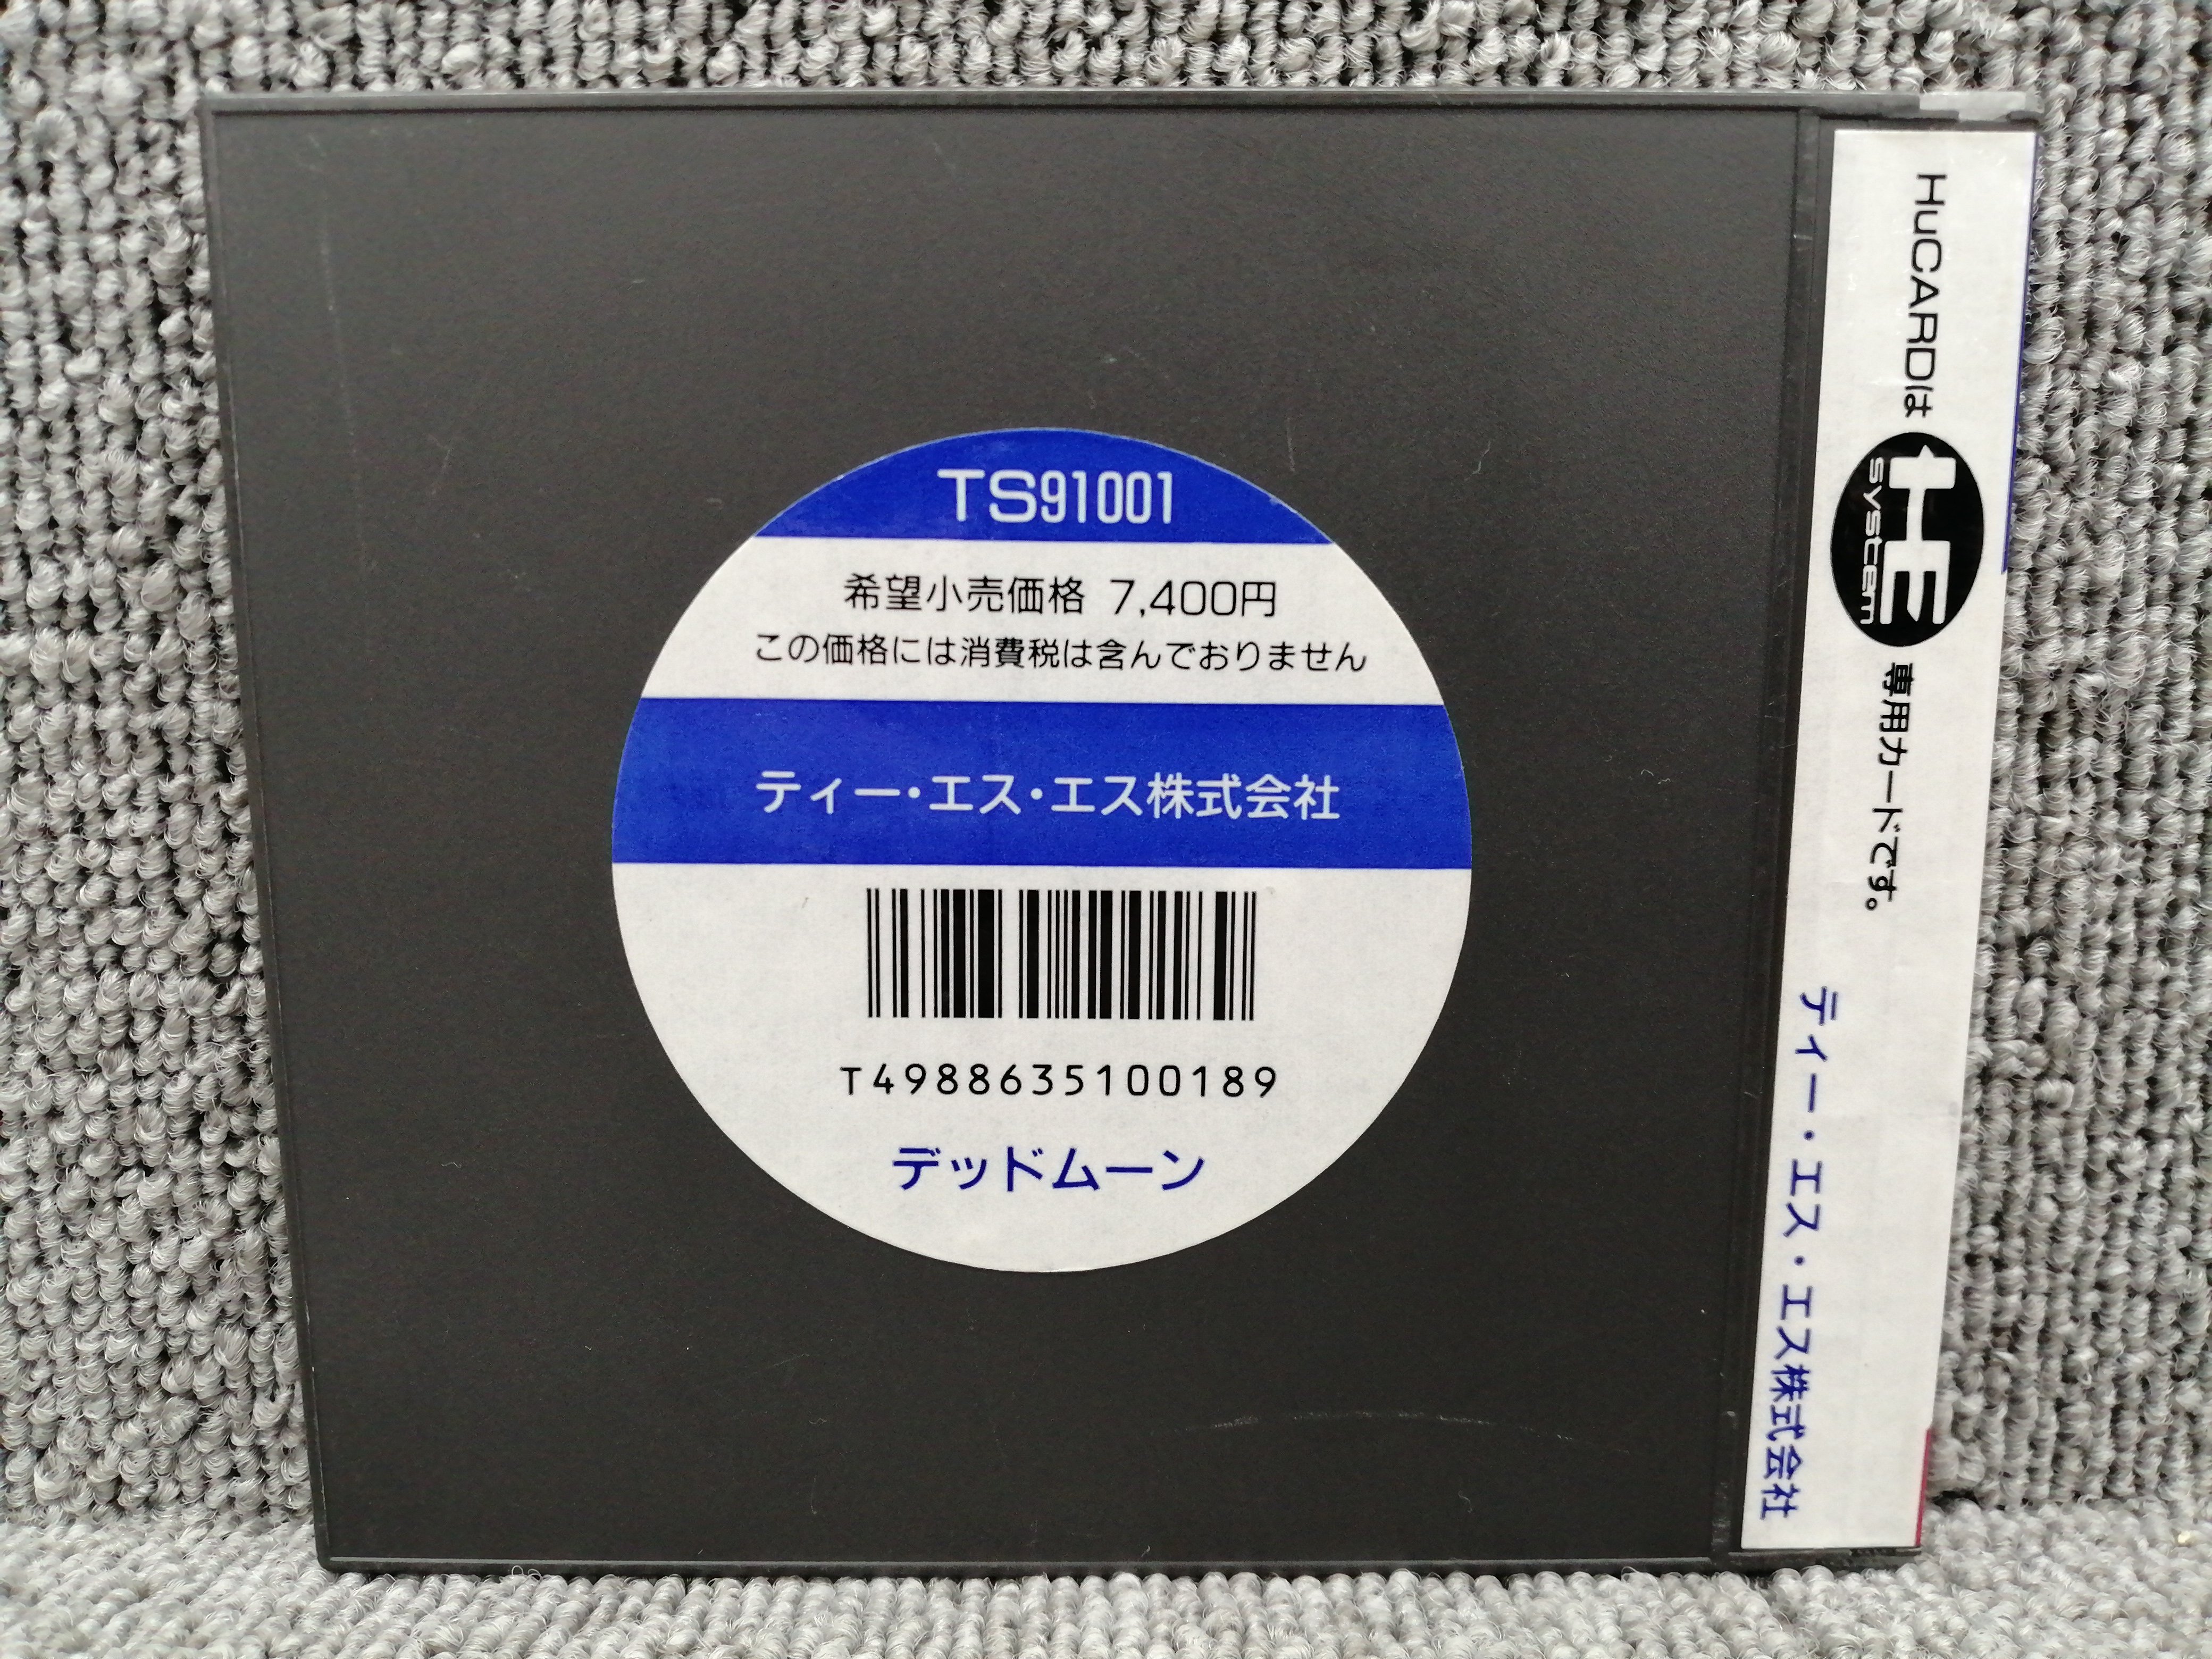 TS91001
希望小売価格 7,400円
この価格には消費税は含んでおりません
ティー・エス・エス株式会社
T4988635100189
デッドムーン
HuCARDは HE system 専用カードです。
ティー・エス・エス株式会社